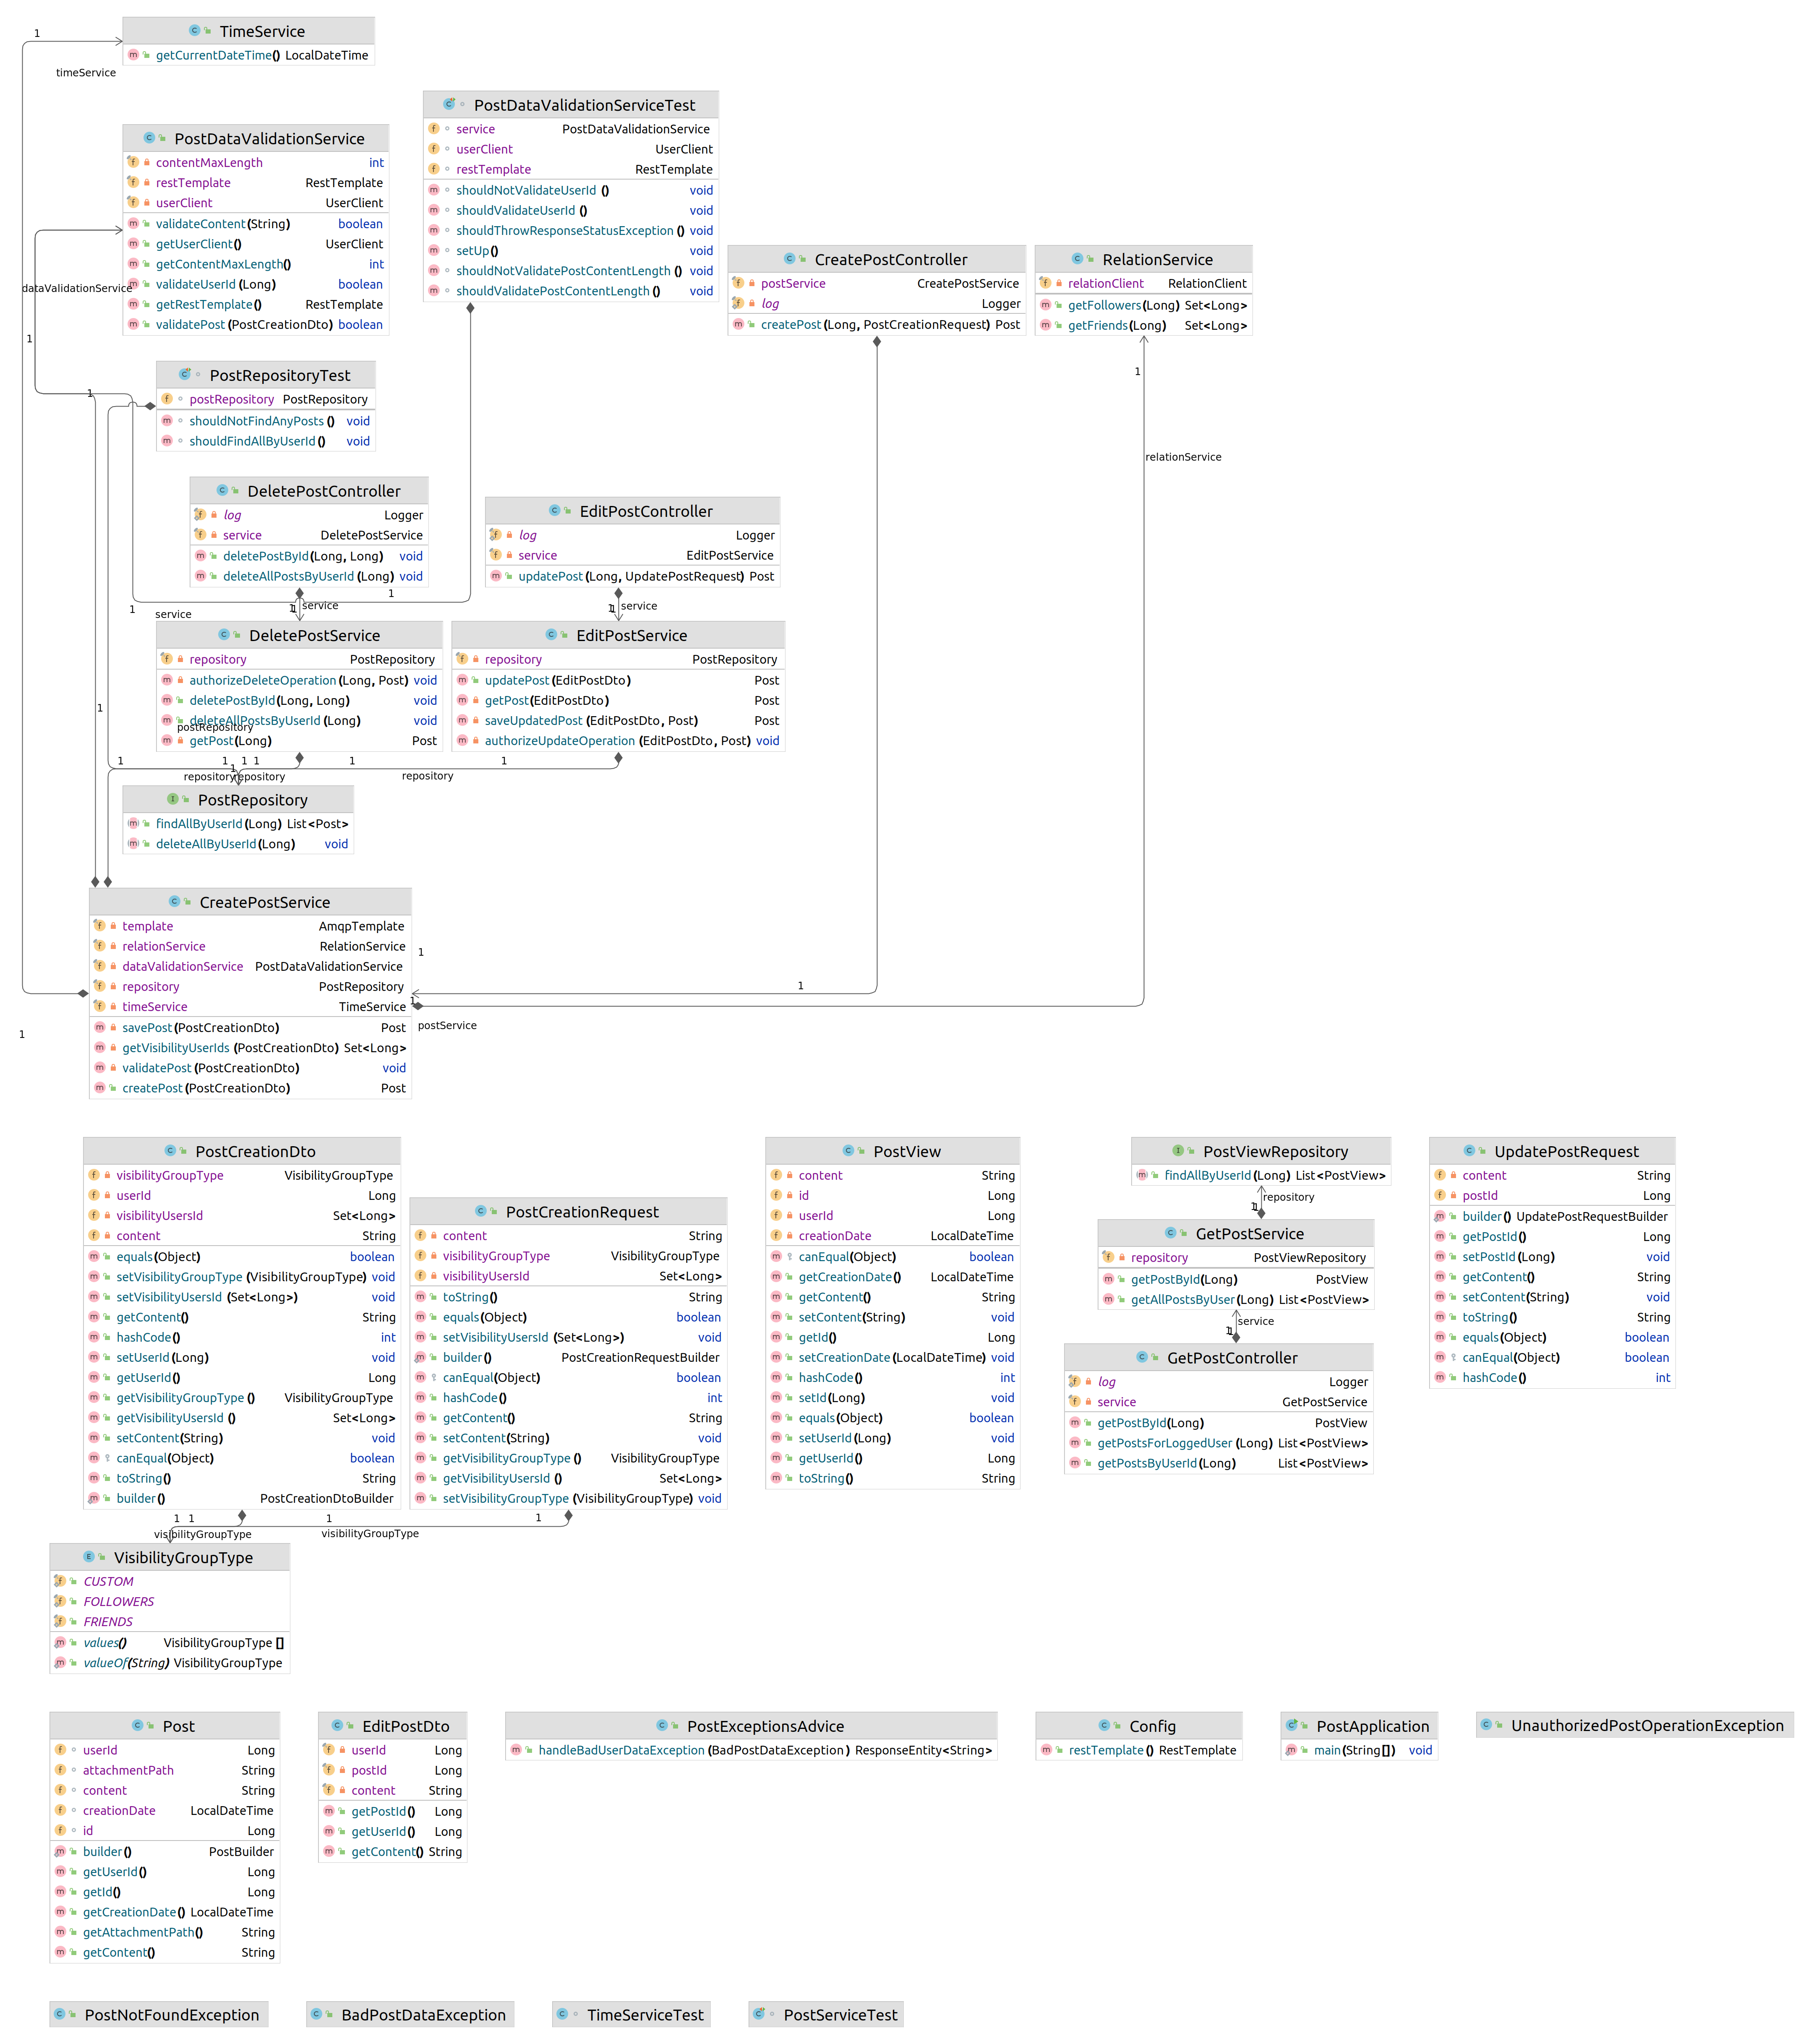 TimeService
getCurrentDateTime() LocalDateTime
1
timeService
PostDataValidationService
contentMaxLength int
restTemplate RestTemplate
userClient UserClient
validateContent(String) boolean
getUserClient() UserClient
getContentMaxLength() int
validateUserId(Long) boolean
getRestTemplate() RestTemplate
validatePost(PostCreationDto) boolean
dataValidationService
1
1
PostDataValidationServiceTest
service PostDataValidationService
userClient UserClient
restTemplate RestTemplate
shouldNotValidateUserId() void
shouldValidateUserId() void
shouldThrowResponseStatusException() void
setUp() void
shouldNotValidatePostContentLength() void
shouldValidatePostContentLength() void
CreatePostController
postService CreatePostService
log Logger
createPost(Long, PostCreationRequest) Post
RelationService
relationClient RelationClient
getFollowers(Long) Set<Long>
getFriends(Long) Set<Long>
1
relationService
PostRepositoryTest
postRepository PostRepository
shouldNotFindAnyPosts() void
shouldFindAllByUserId() void
DeletePostController
log Logger
service DeletePostService
deletePostById(Long, Long) void
deleteAllPostsByUserId(Long) void
EditPostController
log Logger
service EditPostService
updatePost(Long, UpdatePostRequest) Post
1
1
service
1
1
service
1
1
service
DeletePostService
repository PostRepository
authorizeDeleteOperation(Long, Post) void
deletePostById(Long, Long) void
deleteAllPostsByUserId(Long) void
postRepository
getPost(Long) Post
EditPostService
repository PostRepository
updatePost(EditPostDto) Post
getPost(EditPostDto) Post
saveUpdatedPost(EditPostDto, Post) Post
authorizeUpdateOperation(EditPostDto, Post) void
1
1 1 1 1 1 1
1
repository repository repository
PostRepository
findAllByUserId(Long) List<Post>
deleteAllByUserId(Long) void
CreatePostService
template AmqpTemplate
relationService RelationService
dataValidationService PostDataValidationService
repository PostRepository
timeService TimeService
savePost(PostCreationDto) Post
getVisibilityUserIds(PostCreationDto) Set<Long>
validatePost(PostCreationDto) void
createPost(PostCreationDto) Post
1
1
1
postService
1
PostCreationDto
visibilityGroupType VisibilityGroupType
userId Long
visibilityUsersId Set<Long>
content String
equals(Object) boolean
setVisibilityGroupType(VisibilityGroupType) void
setVisibilityUsersId(Set<Long>) void
getContent() String
hashCode() int
setUserId(Long) void
getUserId() Long
getVisibilityGroupType() VisibilityGroupType
getVisibilityUsersId() Set<Long>
setContent(String) void
canEqual(Object) boolean
toString() String
builder() PostCreationDtoBuilder
PostCreationRequest
content String
visibilityGroupType VisibilityGroupType
visibilityUsersId Set<Long>
toString() String
equals(Object) boolean
setVisibilityUsersId(Set<Long>) void
builder() PostCreationRequestBuilder
canEqual(Object) boolean
hashCode() int
getContent() String
setContent(String) void
getVisibilityGroupType() VisibilityGroupType
getVisibilityUsersId() Set<Long>
setVisibilityGroupType(VisibilityGroupType) void
PostView
content String
id Long
userId Long
creationDate LocalDateTime
canEqual(Object) boolean
getCreationDate() LocalDateTime
getContent() String
setContent(String) void
getId() Long
setCreationDate(LocalDateTime) void
hashCode() int
setId(Long) void
equals(Object) boolean
setUserId(Long) void
getUserId() Long
toString() String
PostViewRepository
findAllByUserId(Long) List<PostView>
repository
1
1
GetPostService
repository PostViewRepository
getPostById(Long) PostView
getAllPostsByUser(Long) List<PostView>
service
1
1
GetPostController
log Logger
service GetPostService
getPostById(Long) PostView
getPostsForLoggedUser(Long) List<PostView>
getPostsByUserId(Long) List<PostView>
UpdatePostRequest
content String
postId Long
builder() UpdatePostRequestBuilder
getPostId() Long
setPostId(Long) void
getContent() String
setContent(String) void
toString() String
equals(Object) boolean
canEqual(Object) boolean
hashCode() int
1 1 1 1
visibilityGroupType visibilityGroupType
VisibilityGroupType
CUSTOM
FOLLOWERS
FRIENDS
values() VisibilityGroupType[]
valueOf(String) VisibilityGroupType
Post
userId Long
attachmentPath String
content String
creationDate LocalDateTime
id Long
builder() PostBuilder
getUserId() Long
getId() Long
getCreationDate() LocalDateTime
getAttachmentPath() String
getContent() String
EditPostDto
userId Long
postId Long
content String
getPostId() Long
getUserId() Long
getContent() String
PostExceptionsAdvice
handleBadUserDataException(BadPostDataException) ResponseEntity<String>
Config
restTemplate() RestTemplate
PostApplication
main(String[]) void
UnauthorizedPostOperationException
PostNotFoundException
BadPostDataException
TimeServiceTest
PostServiceTest